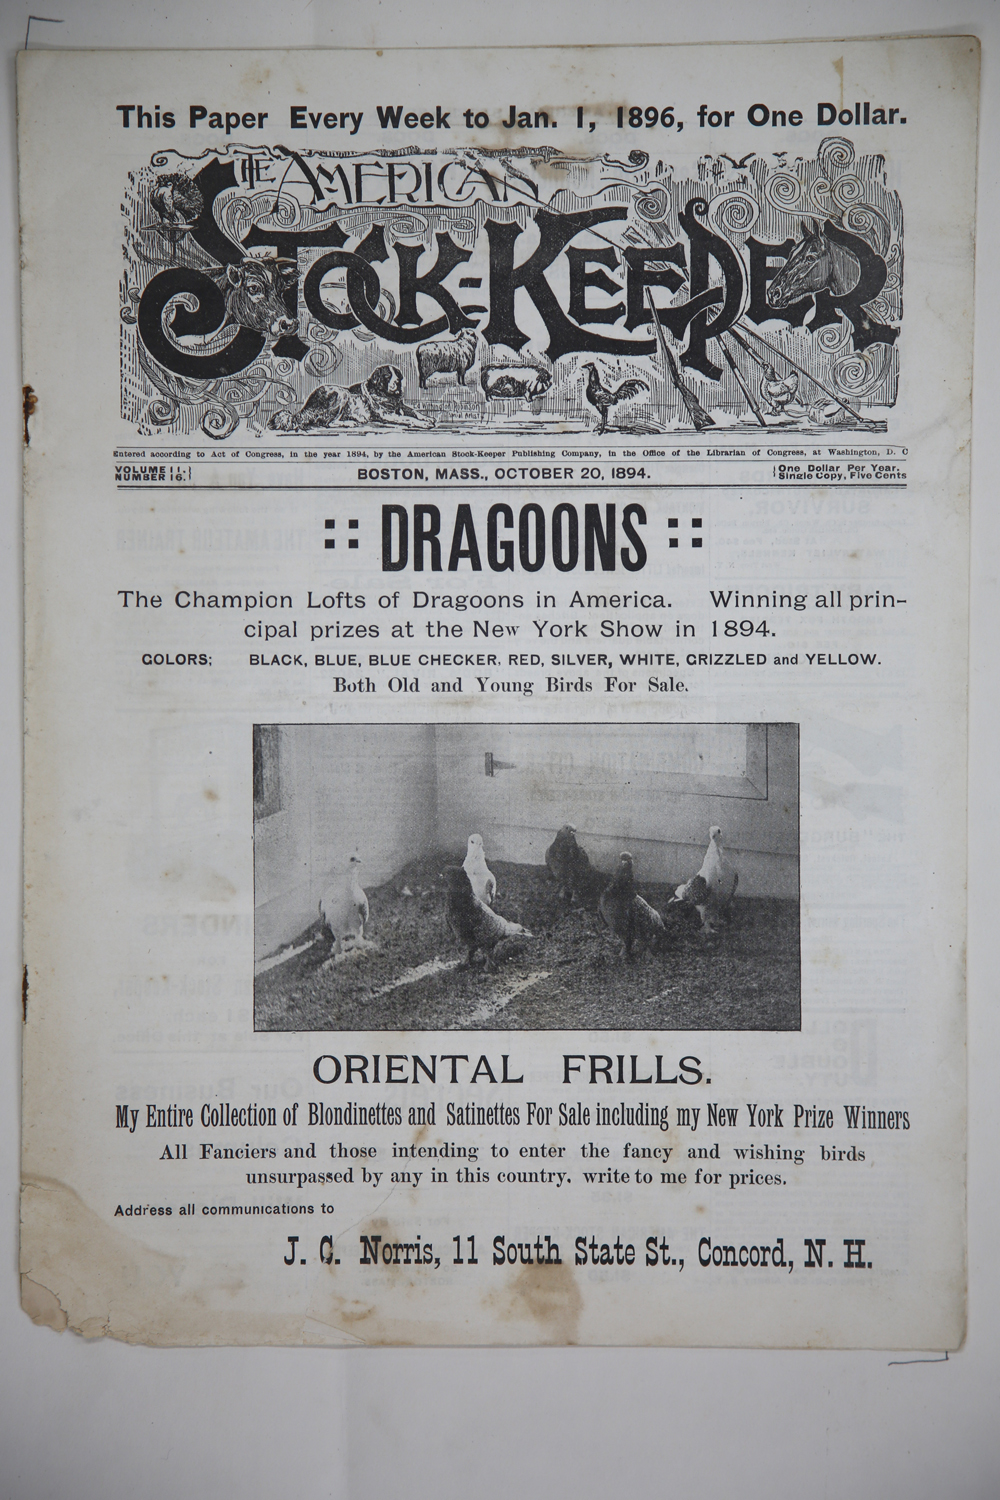 This Paper Every Week to Jan. 1, 1896, for One Dollar.
THE AMERICAN
STOCK-KEEPER
Entered according to Act of Congress, in the year 1894, by the American Stock-Keeper Publishing Company, in the Office of the Librarian of Congress, at Washington, D. C
VOLUME 11.
NUMBER 16.
BOSTON, MASS., OCTOBER 20, 1894.
One Dollar Per Year.
Single Copy, Five Cents
:: DRAGOONS ::
The Champion Lofts of Dragoons in America. Winning all prin-
cipal prizes at the New York Show in 1894.
COLORS; BLACK, BLUE, BLUE CHECKER, RED, SILVER, WHITE, GRIZZLED and YELLOW.
Both Old and Young Birds For Sale.
ORIENTAL FRILLS.
My Entire Collection of Blondinettes and Satinettes For Sale including my New York Prize Winners
All Fanciers and those intending to enter the fancy and wishing birds
unsurpassed by any in this country. write to me for prices.
Address all communications to
J. C. Norris, 11 South State St., Concord, N. H.